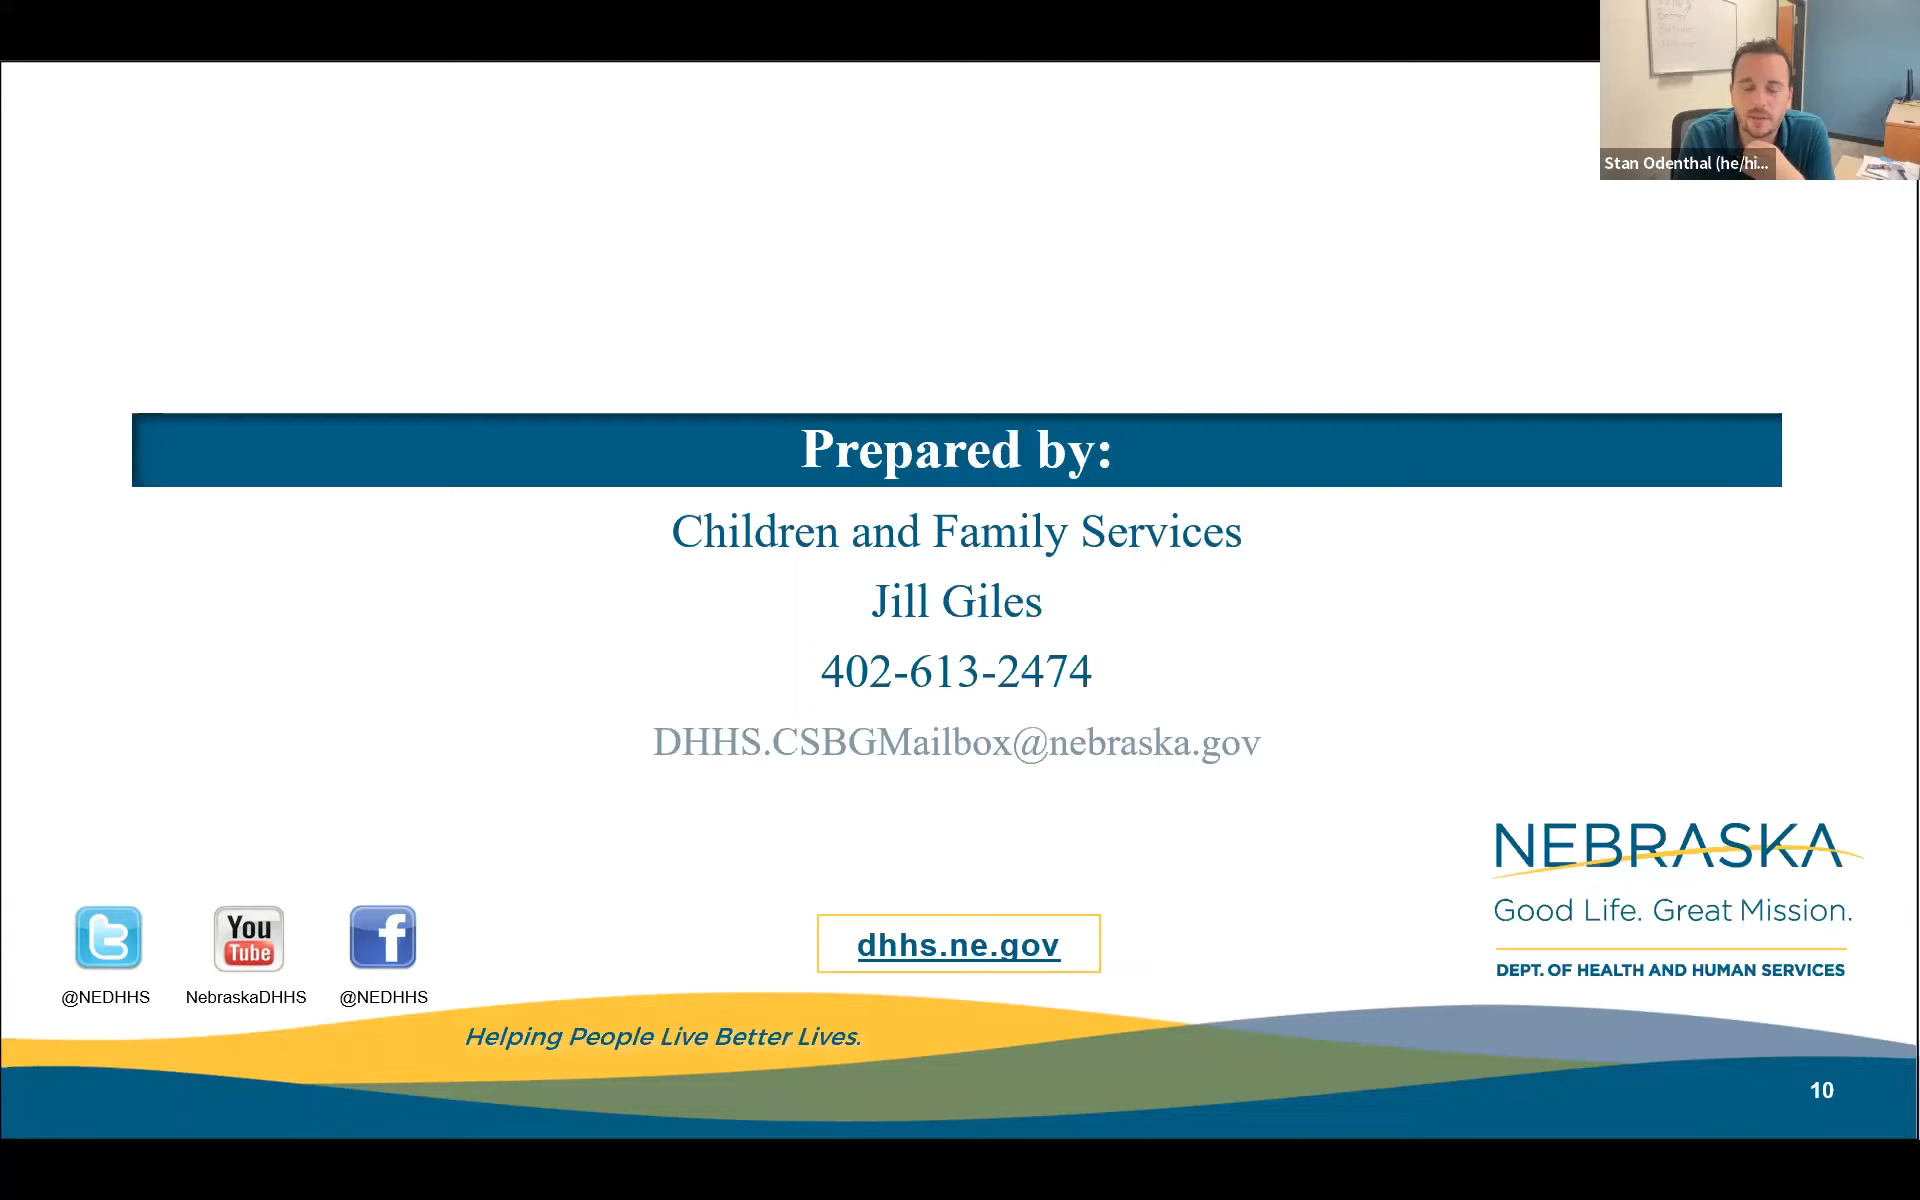 Stan Odenthal (he/hi...
Prepared by:
Children and Family Services
Jill Giles
402-613-2474
DHHS.CSBGMailbox@nebraska.gov
NEBRASKA
Good Life. Great Mission.
DEPT. OF HEALTH AND HUMAN SERVICES
You
Tube
@NEDHHS
NebraskaDHHS
@NEDHHS
dhhs.ne.gov
Helping People Live Better Lives.
10